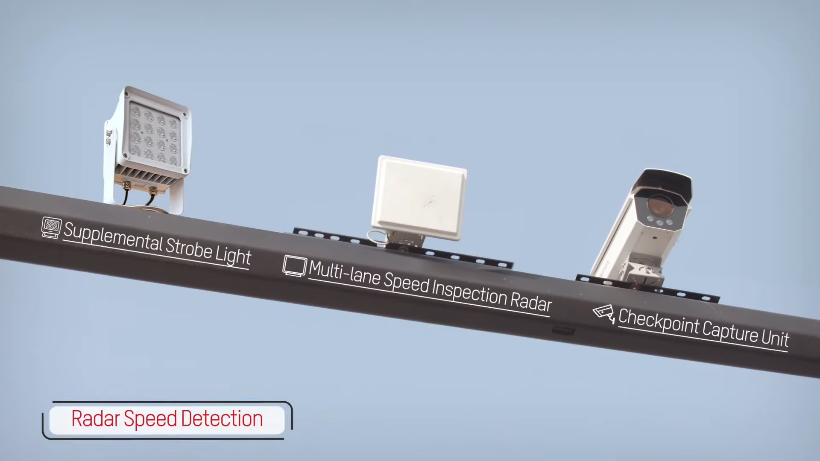 Supplemental Strobe Light
Multi-lane Speed Inspection Radar
Checkpoint Capture Unit
Radar Speed Detection